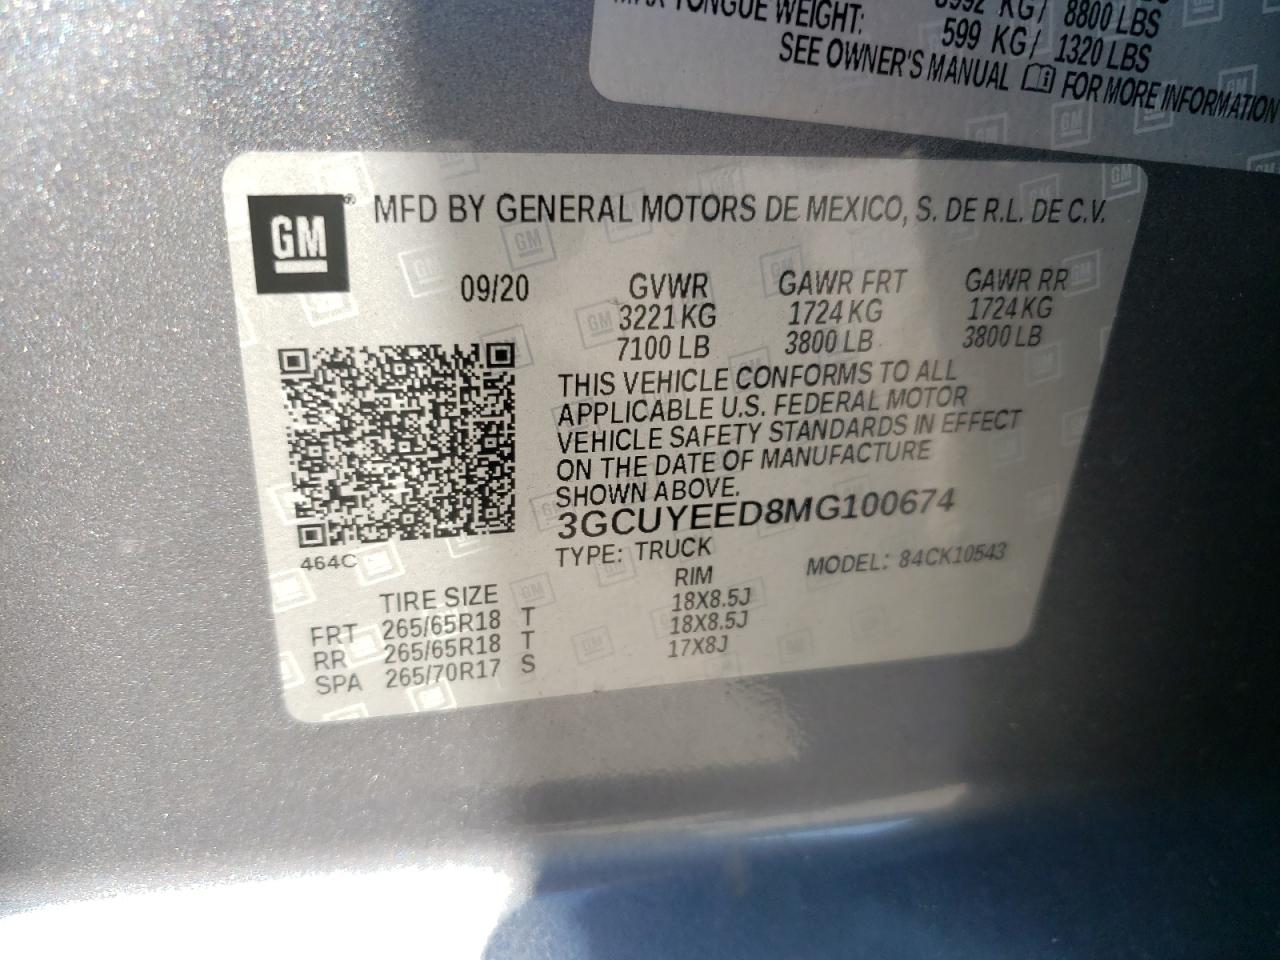 KG/ 8800 LBS
TONGUE WEIGHT: 599 KG/ 1320 LBS
SEE OWNER'S MANUAL FOR MORE INFORMATION
GM® MFD BY GENERAL MOTORS DE MEXICO, S. DE R.L. DE C.V.
09/20 GVWR GAWR FRT GAWR RR
3221 KG 1724 KG 1724 KG
7100 LB 3800 LB 3800 LB
THIS VEHICLE CONFORMS TO ALL
APPLICABLE U.S. FEDERAL MOTOR
VEHICLE SAFETY STANDARDS IN EFFECT
ON THE DATE OF MANUFACTURE
SHOWN ABOVE.
3GCUYEED8MG100674
464C
TYPE: TRUCK MODEL: 84CK10543
TIRE SIZE RIM
FRT 265/65R18 T 18X8.5J
RR 265/65R18 T 18X8.5J
SPA 265/70R17 S 17X8J